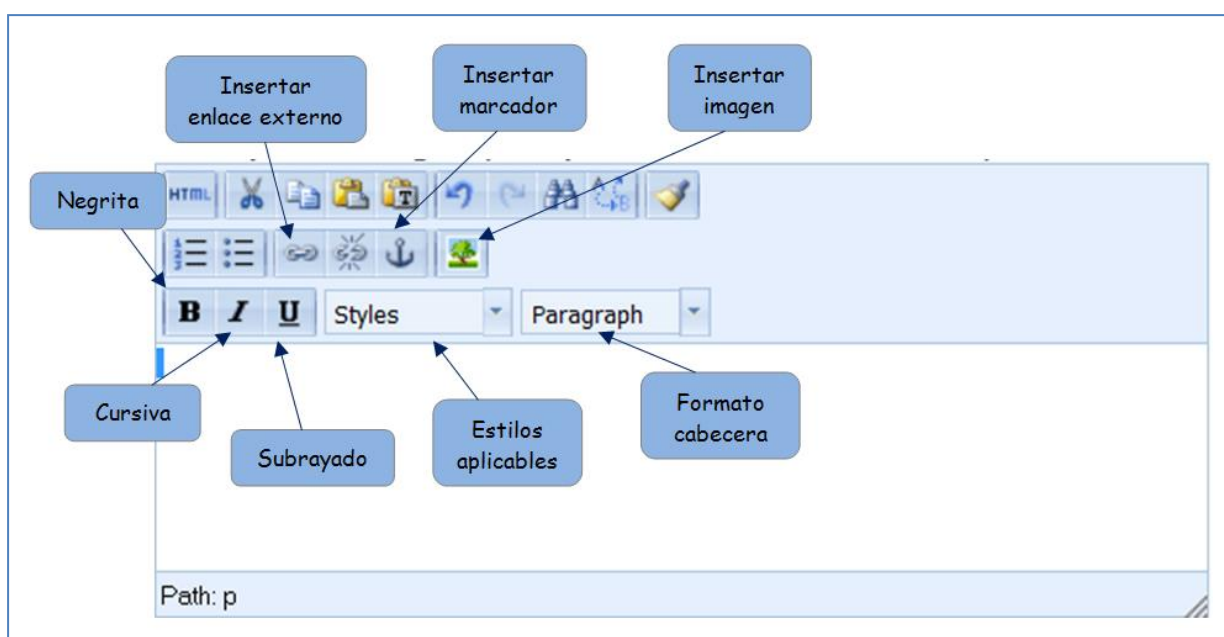 Insertar
enlace externo
Insertar
marcador
Insertar
imagen
Negrita
HTML
B I U Styles Paragraph
Cursiva
Subrayado
Estilos
aplicables
Formato
cabecera
Path: p